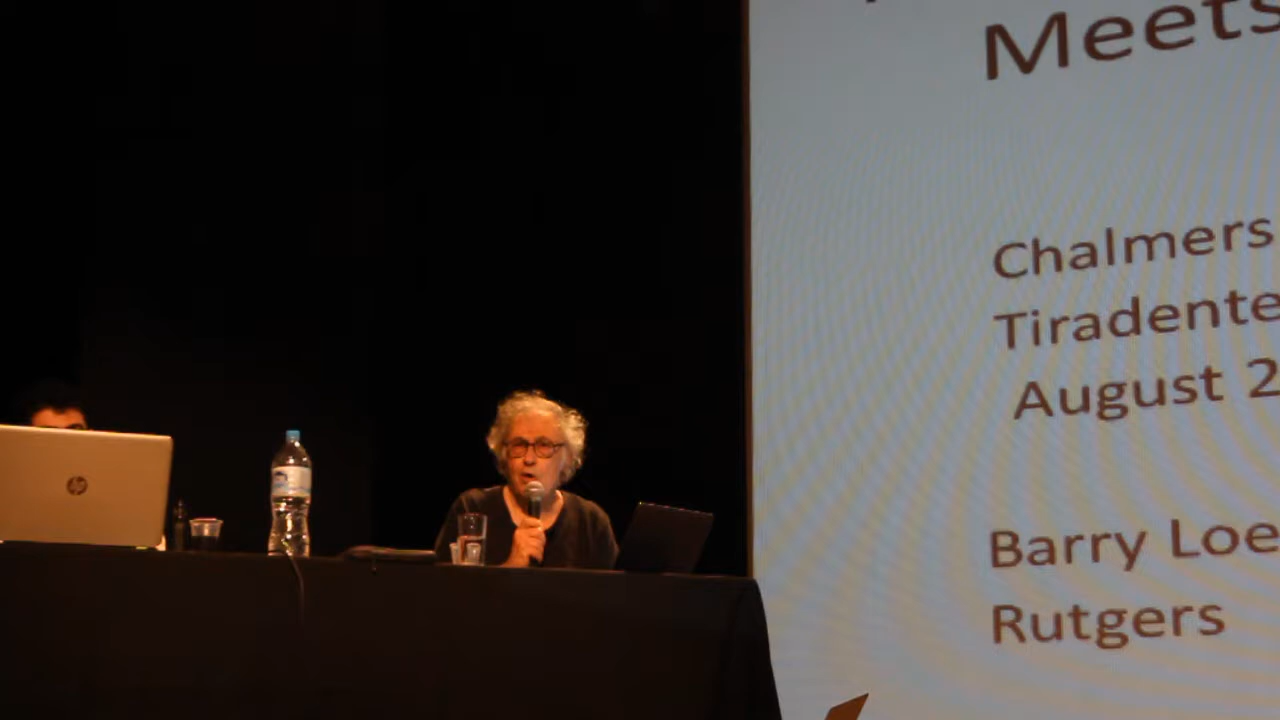 Meets
Chalmers
Tiradente
August 2
Barry Loe
Rutgers
hp